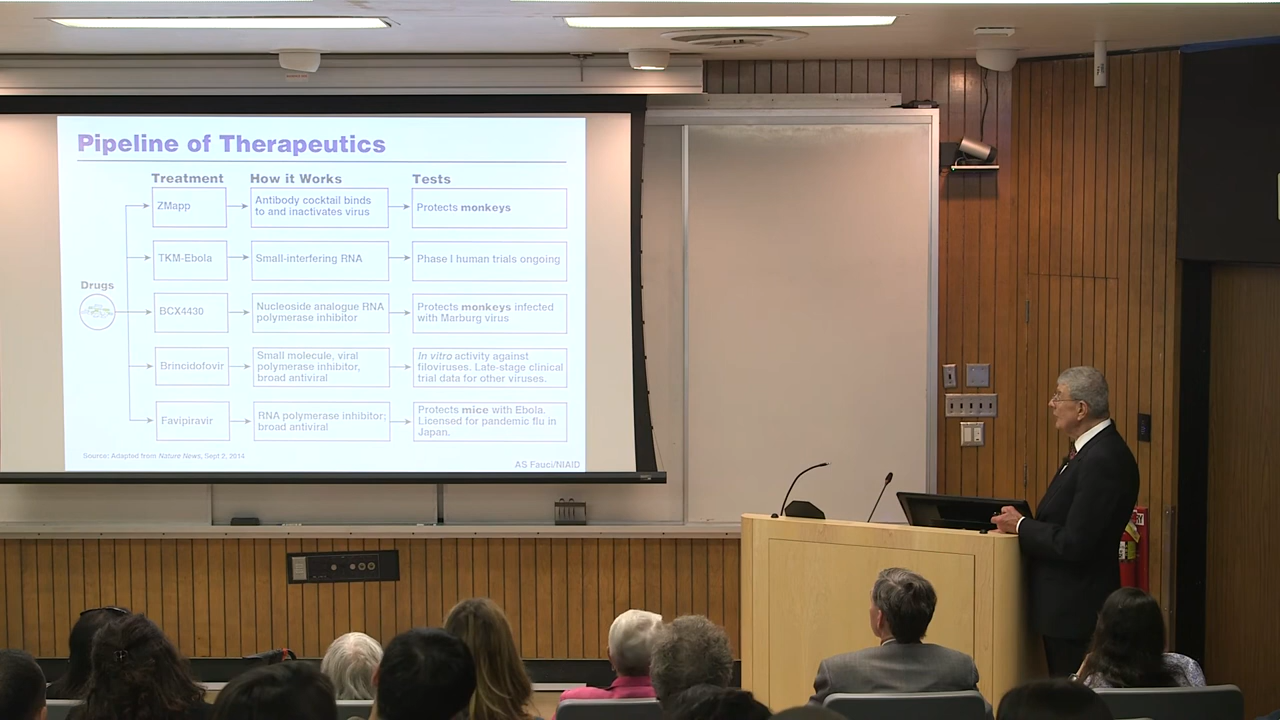 Pipeline of Therapeutics
Treatment
How it Works
Tests
ZMapp
Antibody cocktail binds
to and inactivates virus
Protects monkeys
TKM-Ebola
Small-interfering RNA
Phase I human trials ongoing
Drugs
BCX4430
Nucleoside analogue RNA
polymerase inhibitor
Protects monkeys infected
with Marburg virus
Brincidofovir
Small molecule, viral
polymerase inhibitor,
broad antiviral
In vitro activity against
filoviruses. Late-stage clinical
trial data for other viruses.
Favipiravir
RNA polymerase inhibitor;
broad antiviral
Protects mice with Ebola.
Licensed for pandemic flu in
Japan.
Source: Adapted from Nature News, Sept 2, 2014
AS Fauci/NIAID